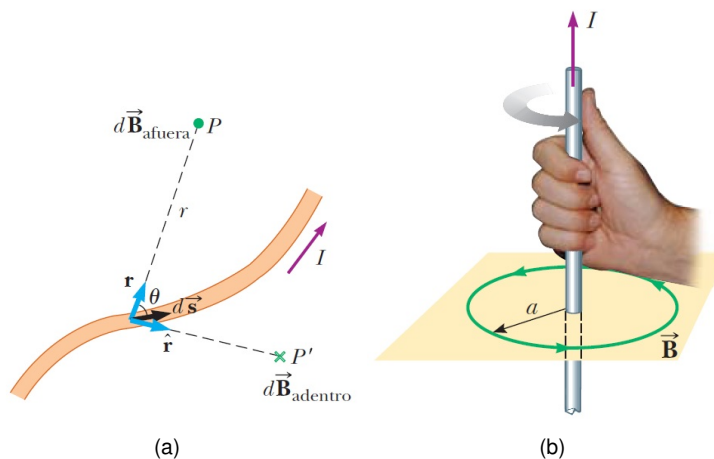 I
dB⃗afuera P
r
I
r θ ds⃗
a
r̂
P′
B⃗
dB⃗adentro
(a) (b)